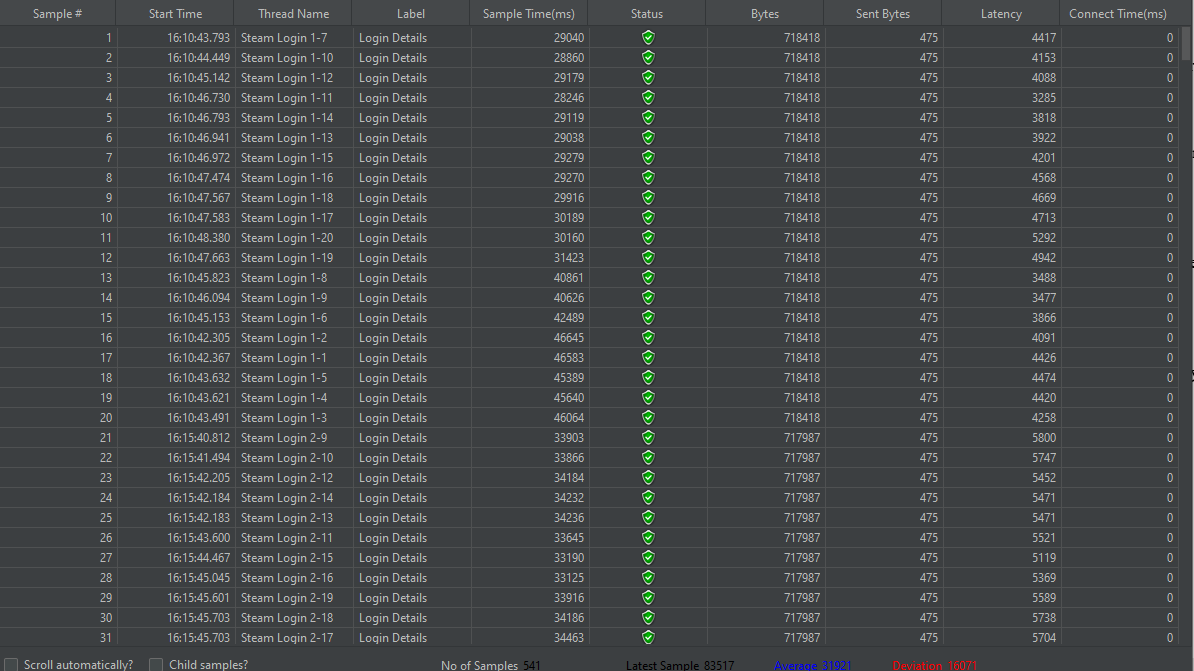 Sample # Start Time Thread Name Label Sample Time(ms) Status Bytes Sent Bytes Latency Connect Time(ms)
1 16:10:43.793 Steam Login 1-7 Login Details 29040 718418 475 4417 0
2 16:10:44.449 Steam Login 1-10 Login Details 28860 718418 475 4153 0
3 16:10:45.142 Steam Login 1-12 Login Details 29179 718418 475 4088 0
4 16:10:46.730 Steam Login 1-11 Login Details 28246 718418 475 3285 0
5 16:10:46.793 Steam Login 1-14 Login Details 29119 718418 475 3818 0
6 16:10:46.941 Steam Login 1-13 Login Details 29038 718418 475 3922 0
7 16:10:46.972 Steam Login 1-15 Login Details 29279 718418 475 4201 0
8 16:10:47.474 Steam Login 1-16 Login Details 29270 718418 475 4568 0
9 16:10:47.567 Steam Login 1-18 Login Details 29916 718418 475 4669 0
10 16:10:47.583 Steam Login 1-17 Login Details 30189 718418 475 4713 0
11 16:10:48.380 Steam Login 1-20 Login Details 30160 718418 475 5292 0
12 16:10:47.663 Steam Login 1-19 Login Details 31423 718418 475 4942 0
13 16:10:45.823 Steam Login 1-8 Login Details 40861 718418 475 3488 0
14 16:10:46.094 Steam Login 1-9 Login Details 40626 718418 475 3477 0
15 16:10:45.153 Steam Login 1-6 Login Details 42489 718418 475 3866 0
16 16:10:42.305 Steam Login 1-2 Login Details 46645 718418 475 4091 0
17 16:10:42.367 Steam Login 1-1 Login Details 46583 718418 475 4426 0
18 16:10:43.632 Steam Login 1-5 Login Details 45389 718418 475 4474 0
19 16:10:43.621 Steam Login 1-4 Login Details 45640 718418 475 4420 0
20 16:10:43.491 Steam Login 1-3 Login Details 46064 718418 475 4258 0
21 16:15:40.812 Steam Login 2-9 Login Details 33903 717987 475 5800 0
22 16:15:41.494 Steam Login 2-10 Login Details 33866 717987 475 5747 0
23 16:15:42.205 Steam Login 2-12 Login Details 34184 717987 475 5452 0
24 16:15:42.184 Steam Login 2-14 Login Details 34232 717987 475 5471 0
25 16:15:42.183 Steam Login 2-13 Login Details 34236 717987 475 5471 0
26 16:15:43.600 Steam Login 2-11 Login Details 33645 717987 475 5521 0
27 16:15:44.467 Steam Login 2-15 Login Details 33190 717987 475 5119 0
28 16:15:45.045 Steam Login 2-16 Login Details 33125 717987 475 5369 0
29 16:15:45.601 Steam Login 2-19 Login Details 33916 717987 475 5589 0
30 16:15:45.703 Steam Login 2-18 Login Details 34186 717987 475 5738 0
31 16:15:45.703 Steam Login 2-17 Login Details 34463 717987 475 5704 0
Scroll automatically? Child samples? No of Samples 541 Latest Sample 83517 Average 31921 Deviation 16071